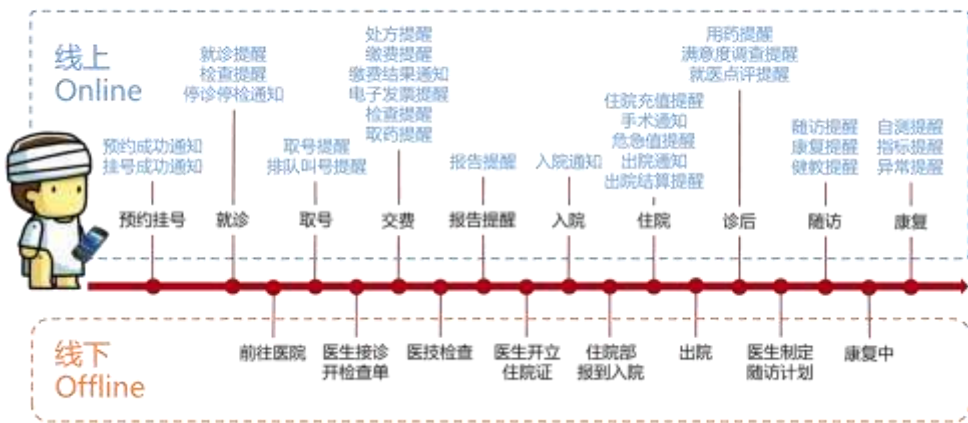 线上
Online
预约成功通知
挂号成功通知
就诊提醒
检查提醒
停诊停检通知
取号提醒
排队叫号提醒
处方提醒
缴费提醒
缴费结果通知
电子发票提醒
检查提醒
取药提醒
报告提醒
入院通知
住院充值提醒
手术通知
危急值提醒
出院通知
出院结算提醒
用药提醒
满意度调查提醒
就医点评提醒
随访提醒
康复提醒
健教提醒
自测提醒
指标提醒
异常提醒
预约挂号
就诊
取号
交费
报告提醒
入院
住院
诊后
随访
康复
线下
Offline
前往医院
医生接诊
开检查单
医技检查
医生开立
住院证
住院部
报到入院
出院
医生制定
随访计划
康复中